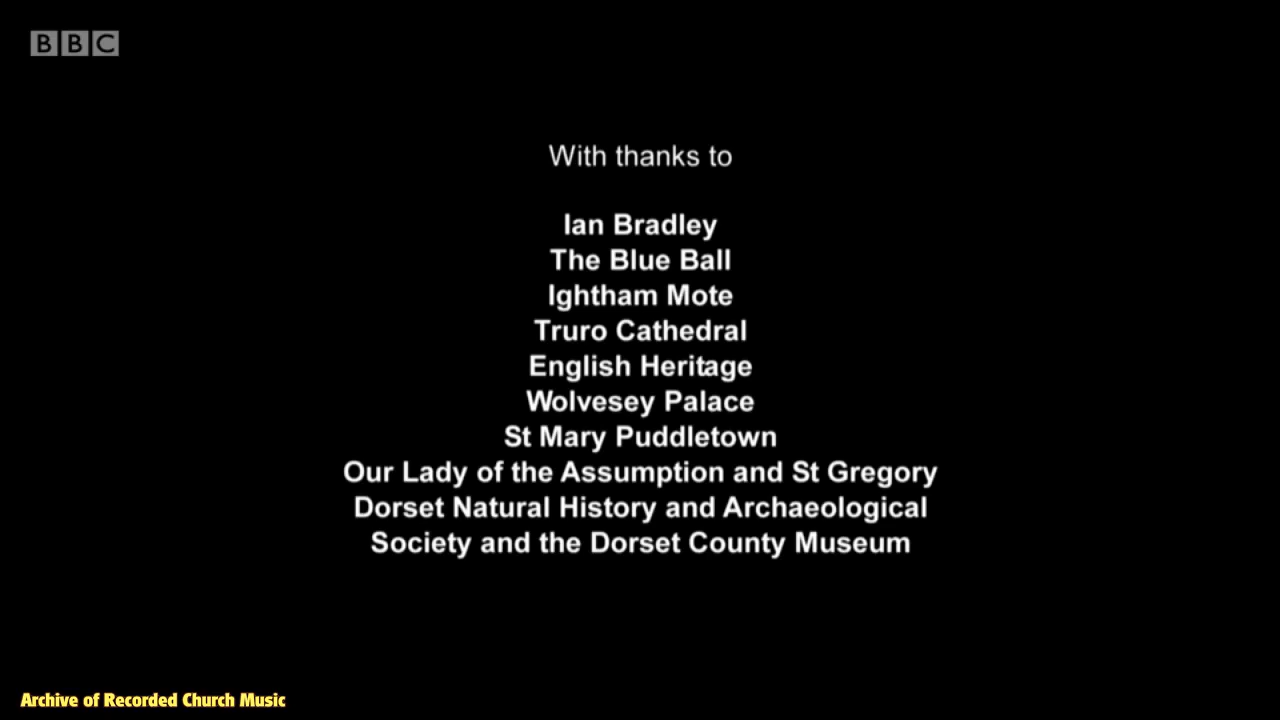 BBC
With thanks to
Ian Bradley
The Blue Ball
Ightham Mote
Truro Cathedral
English Heritage
Wolvesey Palace
St Mary Puddletown
Our Lady of the Assumption and St Gregory
Dorset Natural History and Archaeological
Society and the Dorset County Museum
Archive of Recorded Church Music